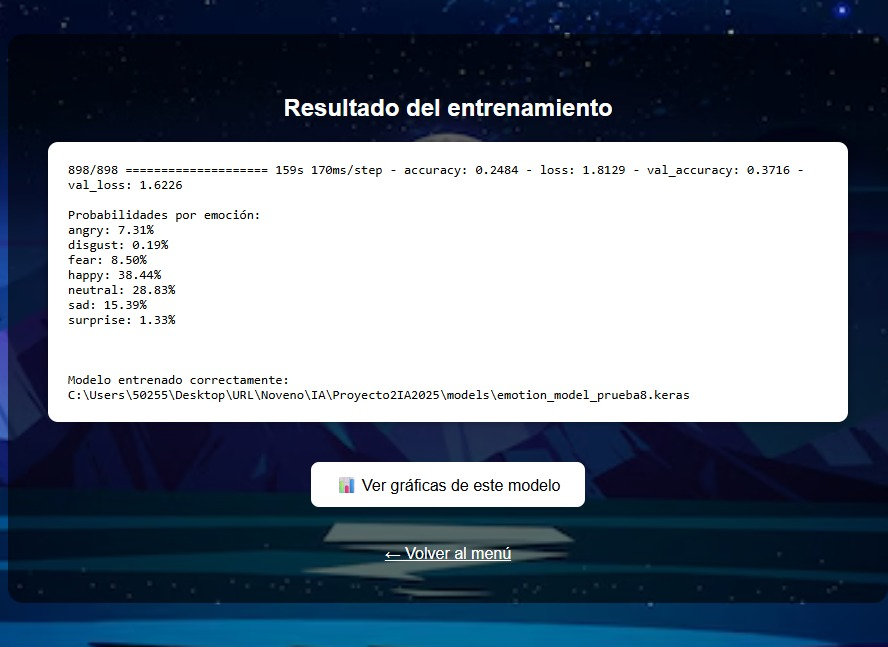 Resultado del entrenamiento
898/898 ==================== 159s 170ms/step - accuracy: 0.2484 - loss: 1.8129 - val_accuracy: 0.3716 -
val_loss: 1.6226
Probabilidades por emoción:
angry: 7.31%
disgust: 0.19%
fear: 8.50%
happy: 38.44%
neutral: 28.83%
sad: 15.39%
surprise: 1.33%
Modelo entrenado correctamente:
C:\Users\50255\Desktop\URL\Noveno\IA\Proyecto2IA2025\models\emotion_model_prueba8.keras
📊 Ver gráficas de este modelo
← Volver al menú